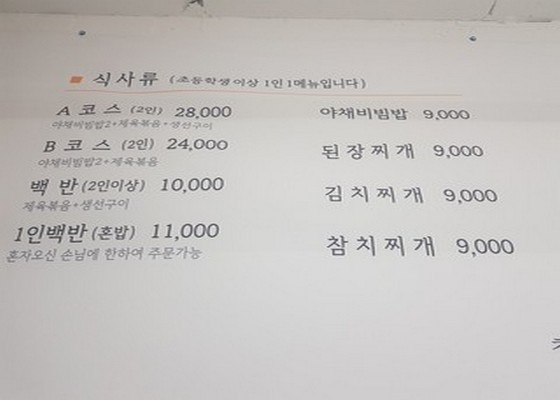 ■ 식사류 (초등학생이상 1인 1메뉴입니다)
A 코스 (2인) 28,000
야채비빔밥2+제육볶음+생선구이
B 코스 (2인) 24,000
야채비빔밥2+제육볶음
백반 (2인이상) 10,000
제육볶음+생선구이
1인백반 (혼밥) 11,000
혼자오신 손님에 한하여 주문가능
야채비빔밥 9,000
된장찌개 9,000
김치찌개 9,000
참치찌개 9,000